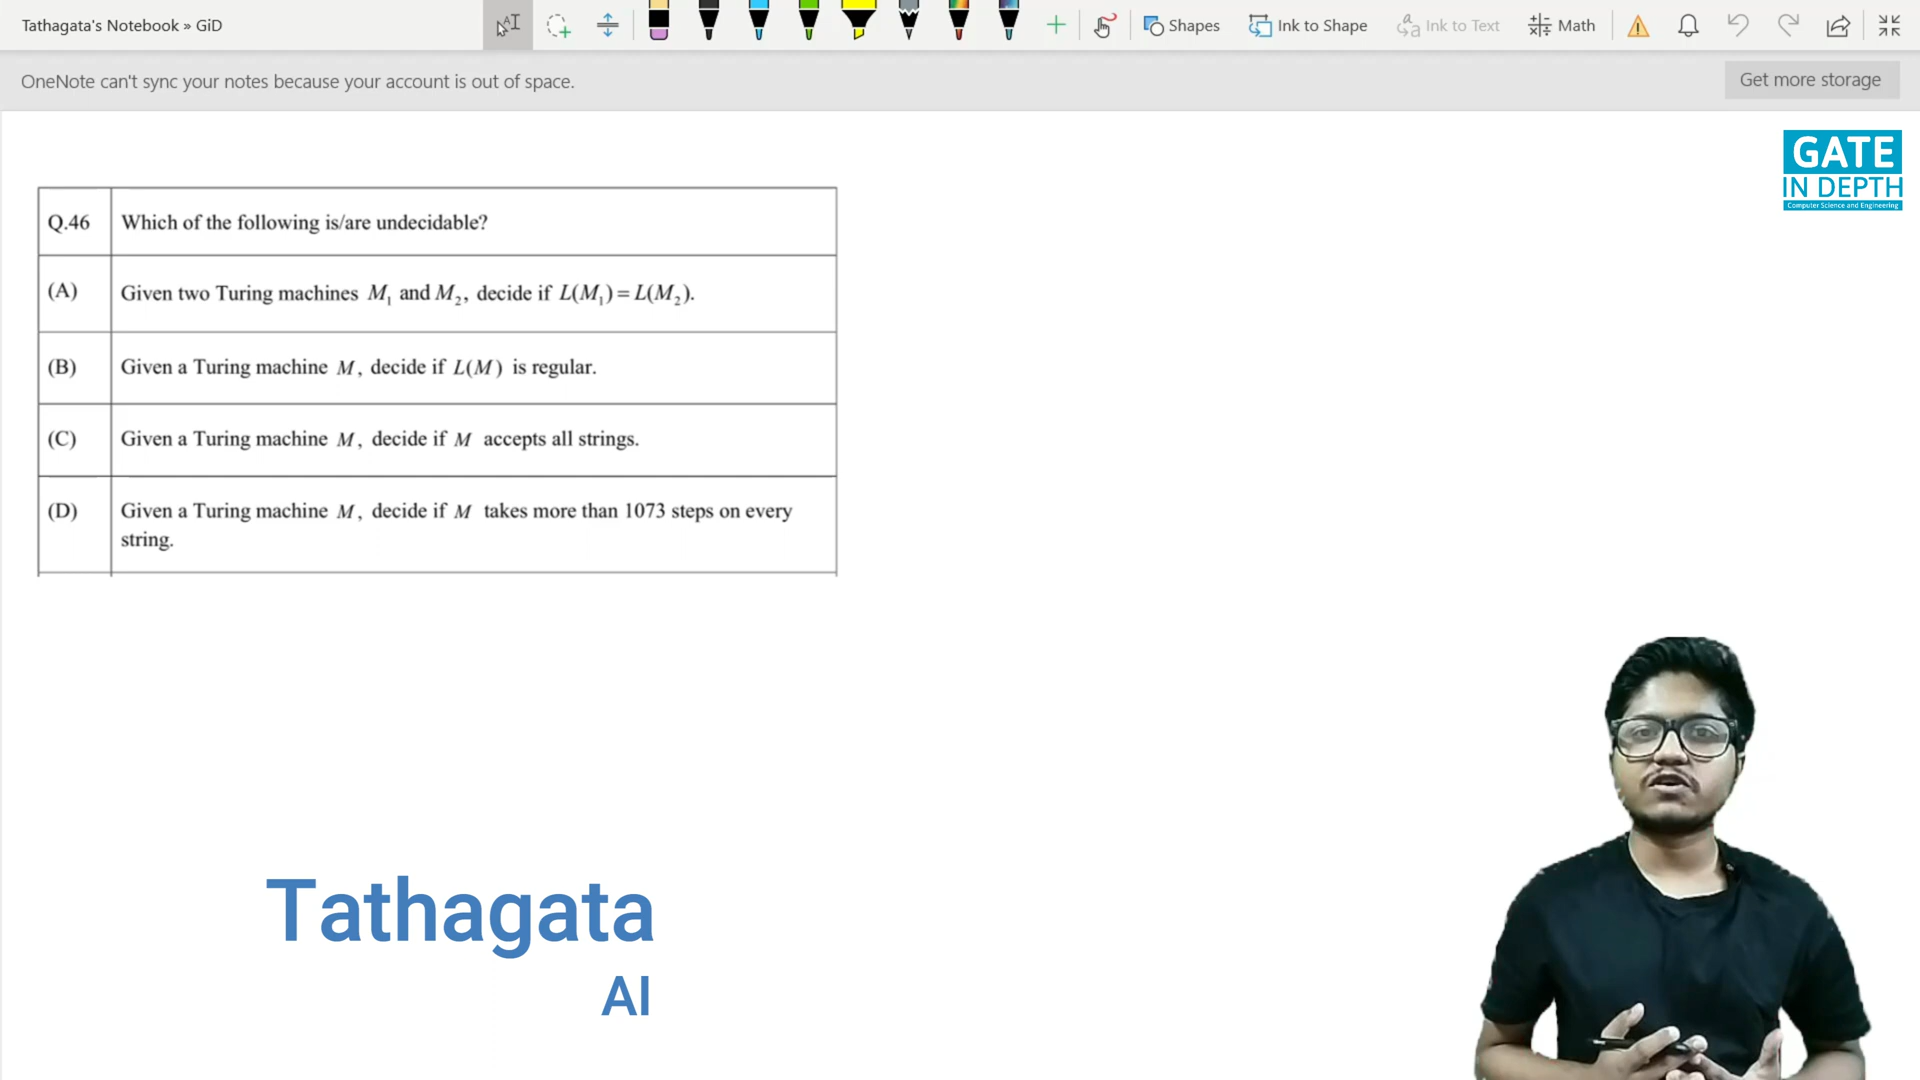 Tathagata's Notebook » GiD
Shapes
Ink to Shape
Ink to Text
Math
OneNote can't sync your notes because your account is out of space.
Get more storage
GATE
IN DEPTH
Computer Science and Engineering
Q.46 Which of the following is/are undecidable?
(A) Given two Turing machines M₁ and M₂, decide if L(M₁) = L(M₂).
(B) Given a Turing machine M, decide if L(M) is regular.
(C) Given a Turing machine M, decide if M accepts all strings.
(D) Given a Turing machine M, decide if M takes more than 1073 steps on every
string.
Tathagata
AI